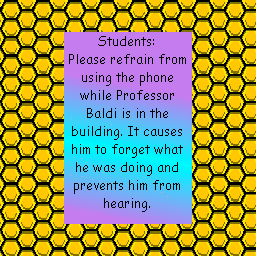 Students:
Please refrain from
using the phone
while Professor
Baldi is in the
building. It causes
him to forget what
he was doing and
prevents him from
hearing.